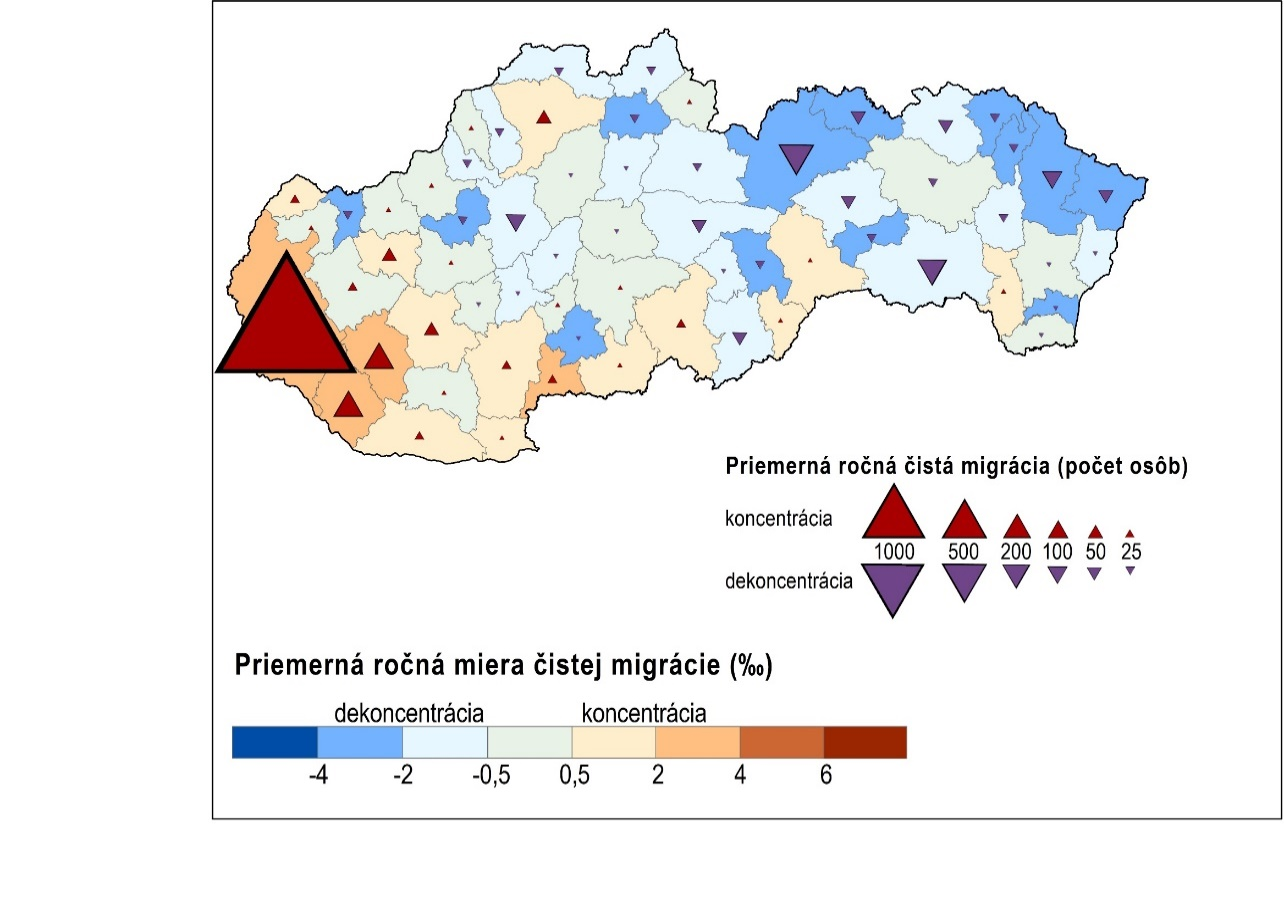 Priemerná ročná čistá migrácia (počet osôb)
koncentrácia
1000 500 200 100 50 25
dekoncentrácia
Priemerná ročná miera čistej migrácie (‰)
dekoncentrácia koncentrácia
-4 -2 -0,5 0,5 2 4 6